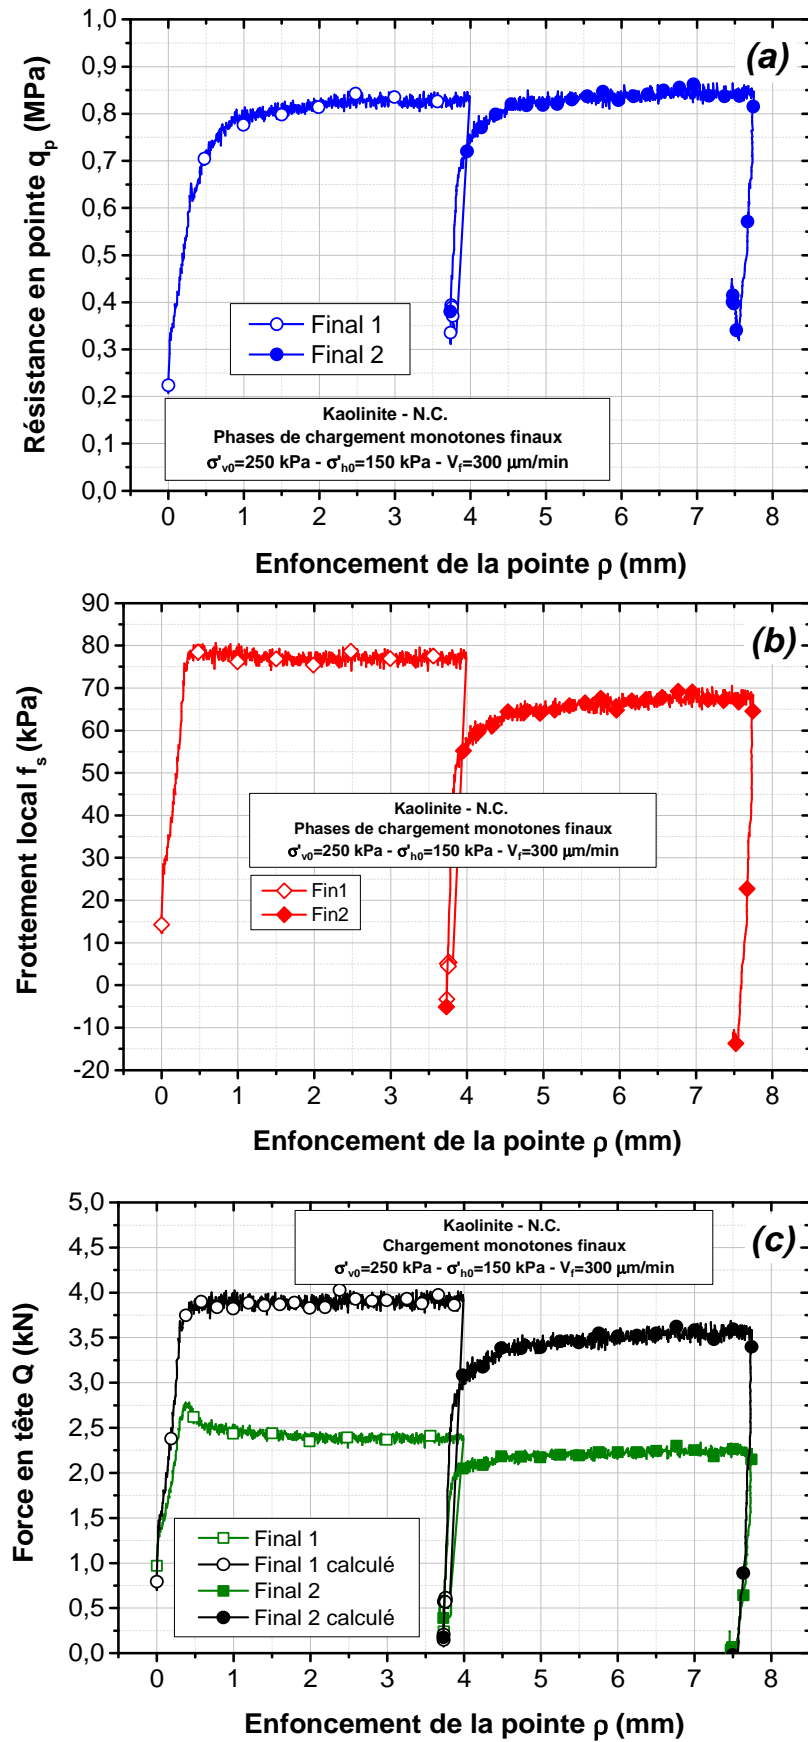 (a)
Résistance en pointe qp (MPa)
1,0
0,9
0,8
0,7
0,6
0,5
0,4
0,3
0,2
0,1
0,0
Final 1
Final 2
Kaolinite - N.C.
Phases de chargement monotones finaux
σ'v0=250 kPa - σ'h0=150 kPa - Vf=300 μm/min
0 1 2 3 4 5 6 7 8
Enfoncement de la pointe ρ (mm)
(b)
Frottement local fs (kPa)
90
80
70
60
50
40
30
20
10
0
-10
-20
Kaolinite - N.C.
Phases de chargement monotones finaux
σ'v0=250 kPa - σ'h0=150 kPa - Vf=300 μm/min
Fin1
Fin2
0 1 2 3 4 5 6 7 8
Enfoncement de la pointe ρ (mm)
(c)
Force en tête Q (kN)
5,0
4,5
4,0
3,5
3,0
2,5
2,0
1,5
1,0
0,5
0,0
Kaolinite - N.C.
Chargement monotones finaux
σ'v0=250 kPa - σ'h0=150 kPa - Vf=300 μm/min
Final 1
Final 1 calculé
Final 2
Final 2 calculé
0 1 2 3 4 5 6 7 8
Enfoncement de la pointe ρ (mm)